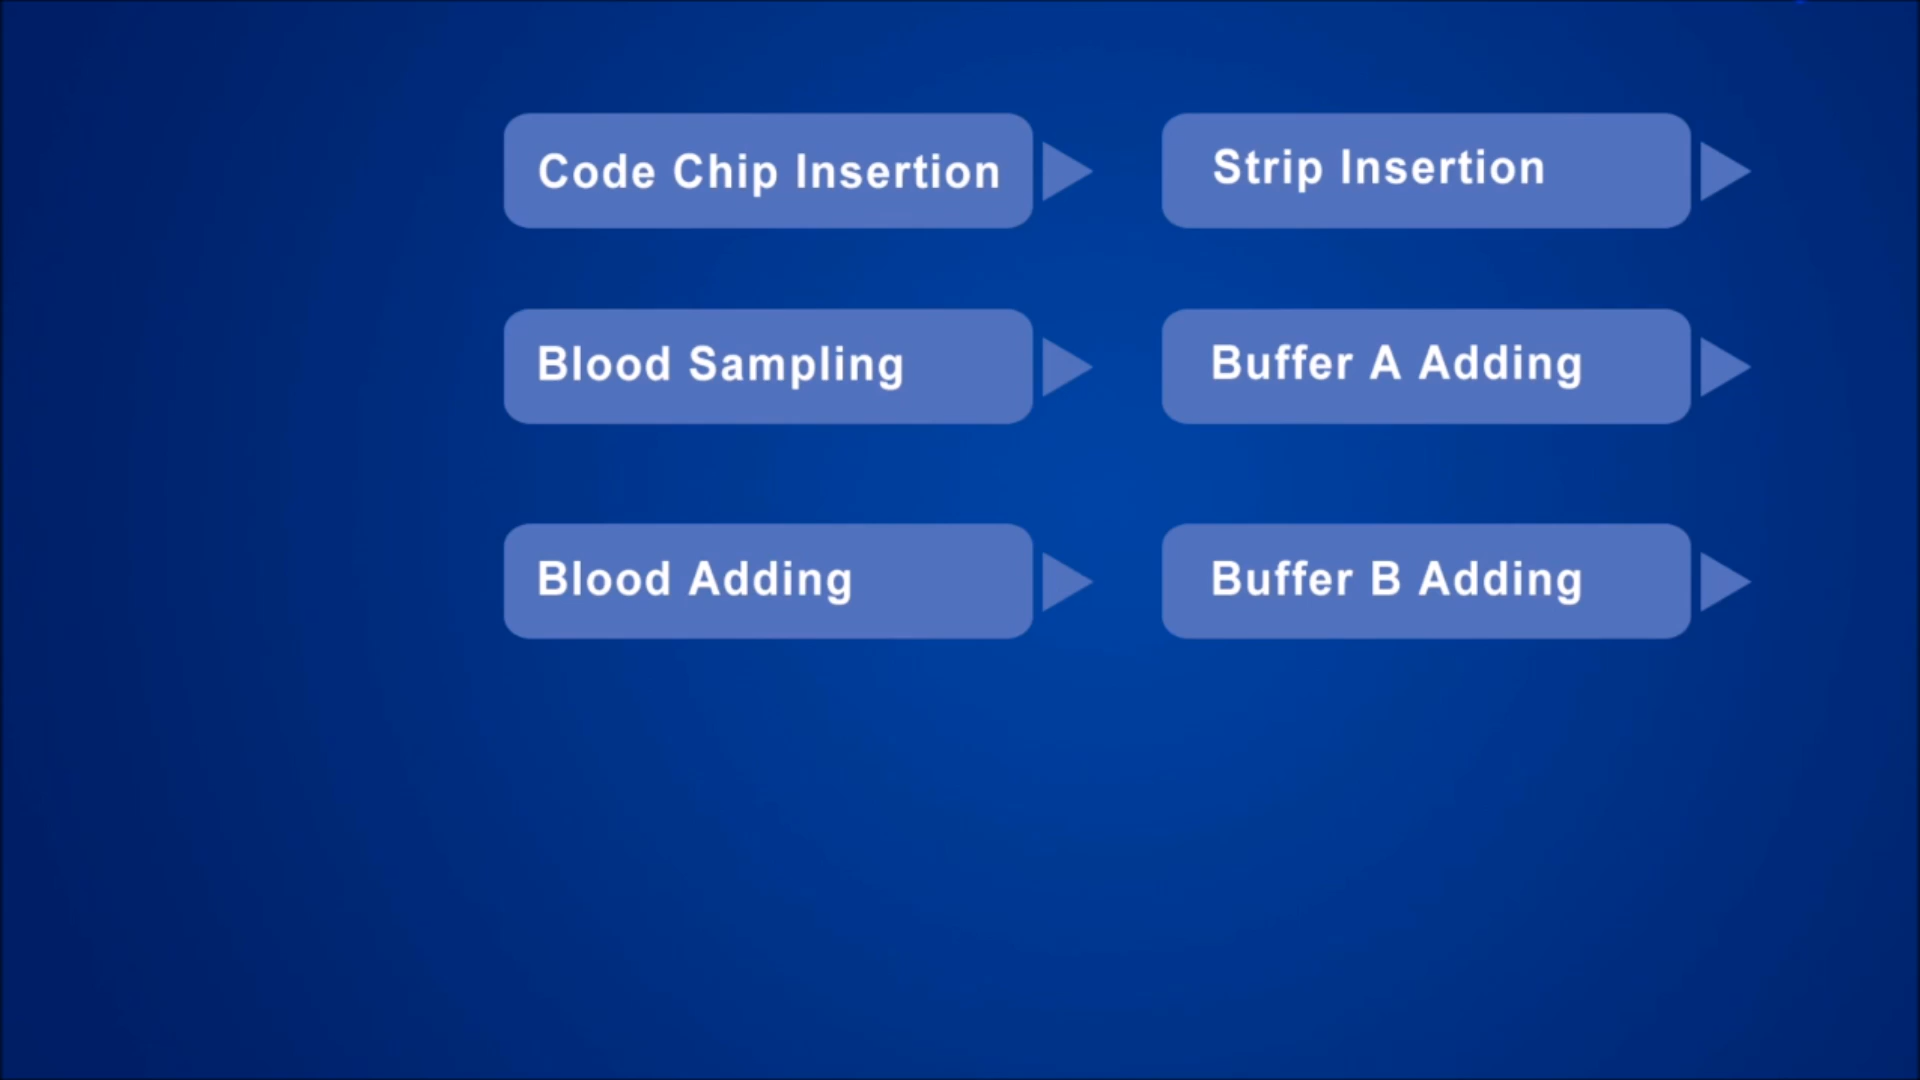 Code Chip Insertion
Strip Insertion
Blood Sampling
Buffer A Adding
Blood Adding
Buffer B Adding